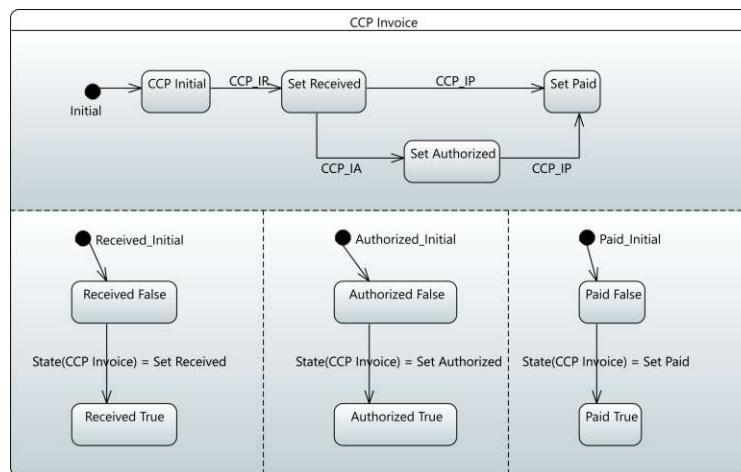 CCP Invoice
CCP Initial
CCP_IR
Set Received
CCP_IP
Set Paid
Initial
Set Authorized
CCP_IA
CCP_IP
Received_Initial
Authorized_Initial
Paid_Initial
Received False
Authorized False
Paid False
State(CCP Invoice) = Set Received
State(CCP Invoice) = Set Authorized
State(CCP Invoice) = Set Paid
Received True
Authorized True
Paid True